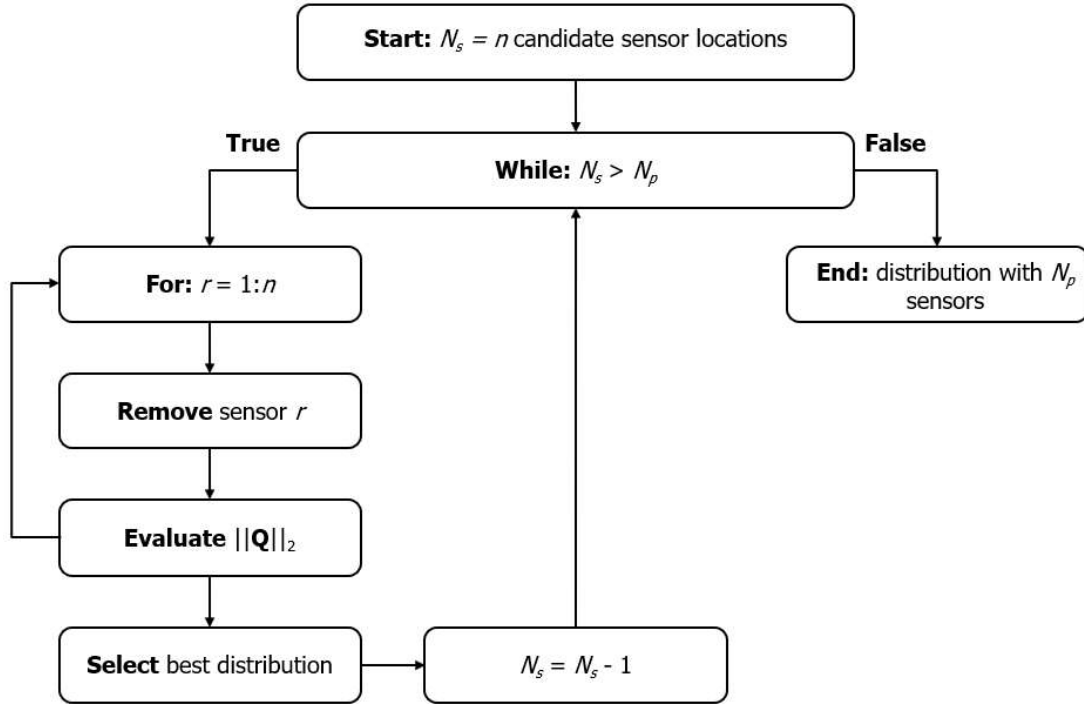 Start: Nₛ = n candidate sensor locations
True
False
While: Nₛ > Nₚ
For: r = 1:n
End: distribution with Nₚ
sensors
Remove sensor r
Evaluate ||Q||₂
Select best distribution
Nₛ = Nₛ - 1